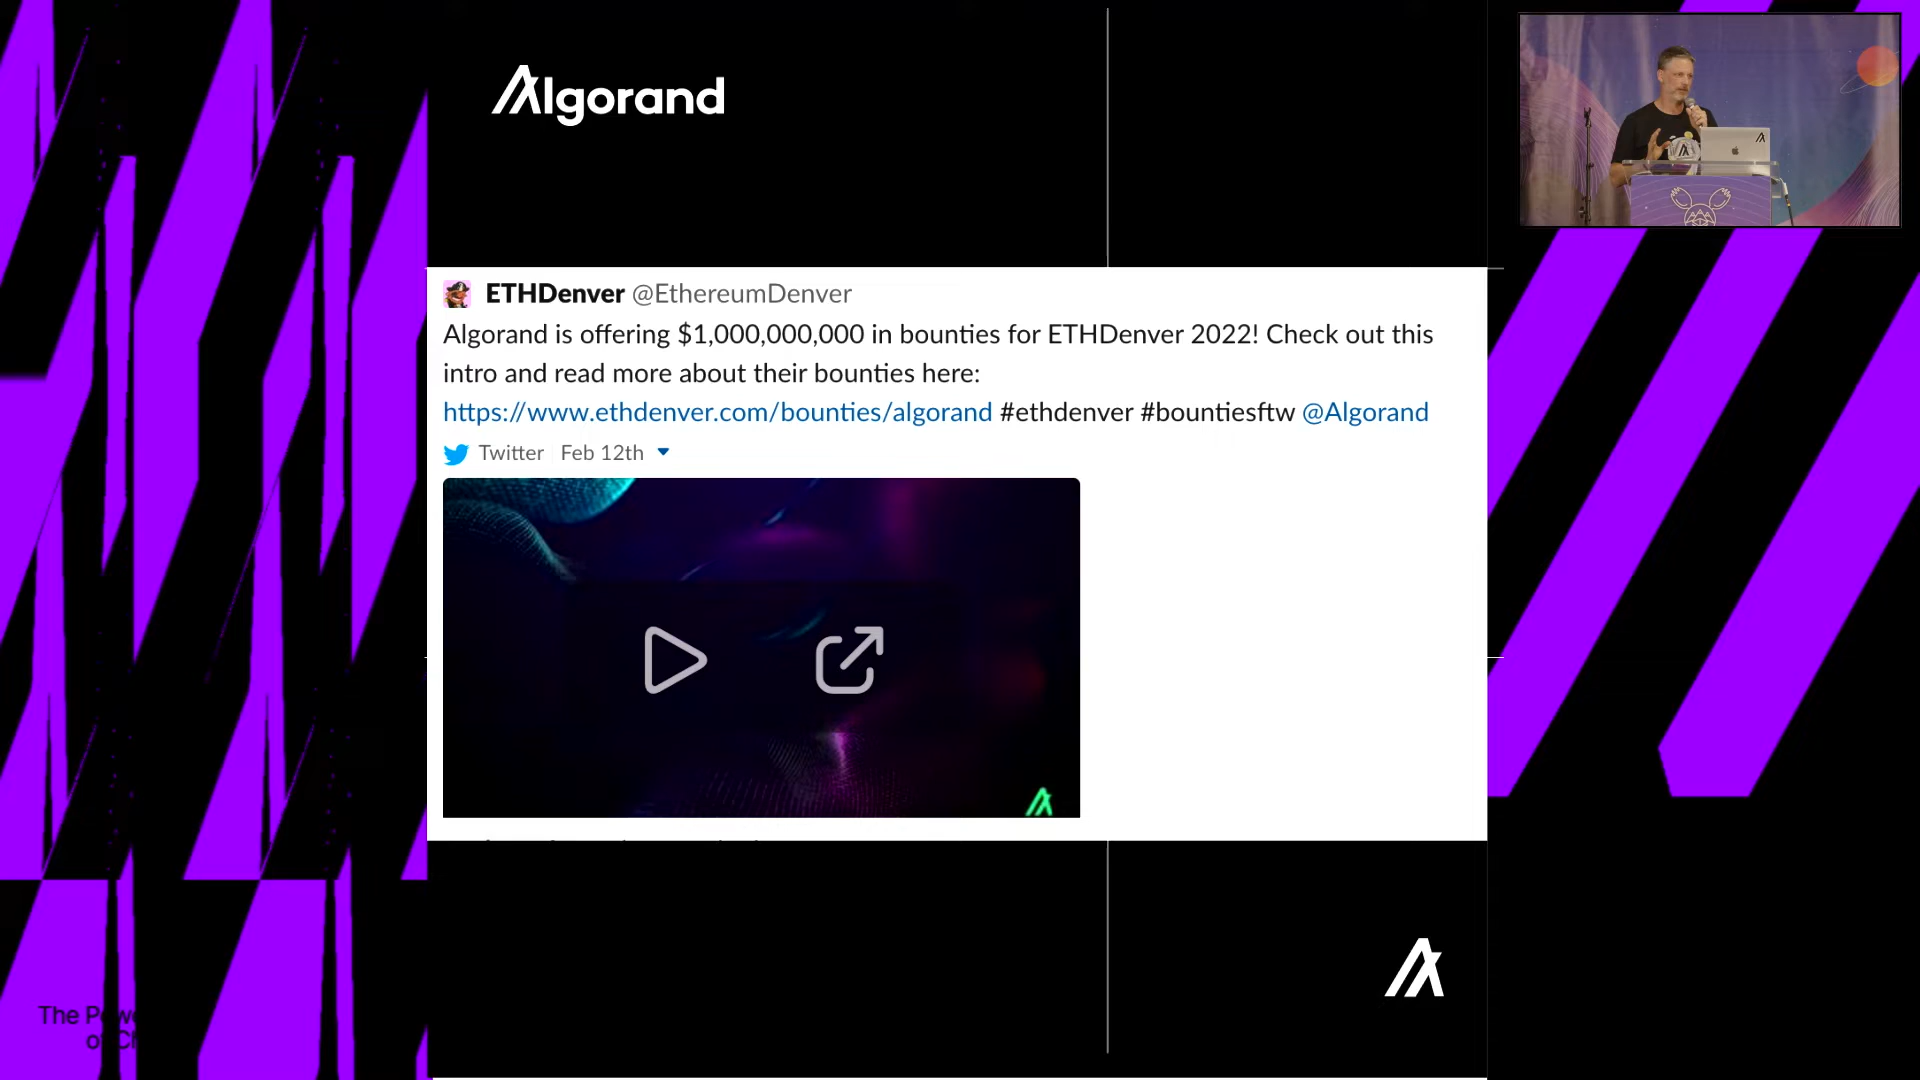 Algorand
ETHDenver @EthereumDenver
Algorand is offering $1,000,000,000 in bounties for ETHDenver 2022! Check out this
intro and read more about their bounties here:
https://www.ethdenver.com/bounties/algorand #ethdenver #bountiesftw @Algorand
Twitter Feb 12th
The